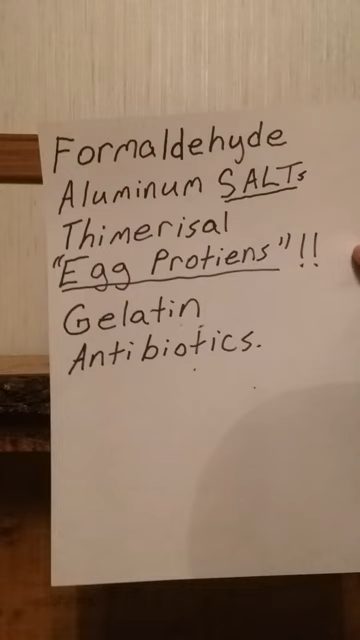 Formaldehyde
Aluminum SALTs
Thimerisal
"Egg Protiens"!!
Gelatin
Antibiotics.